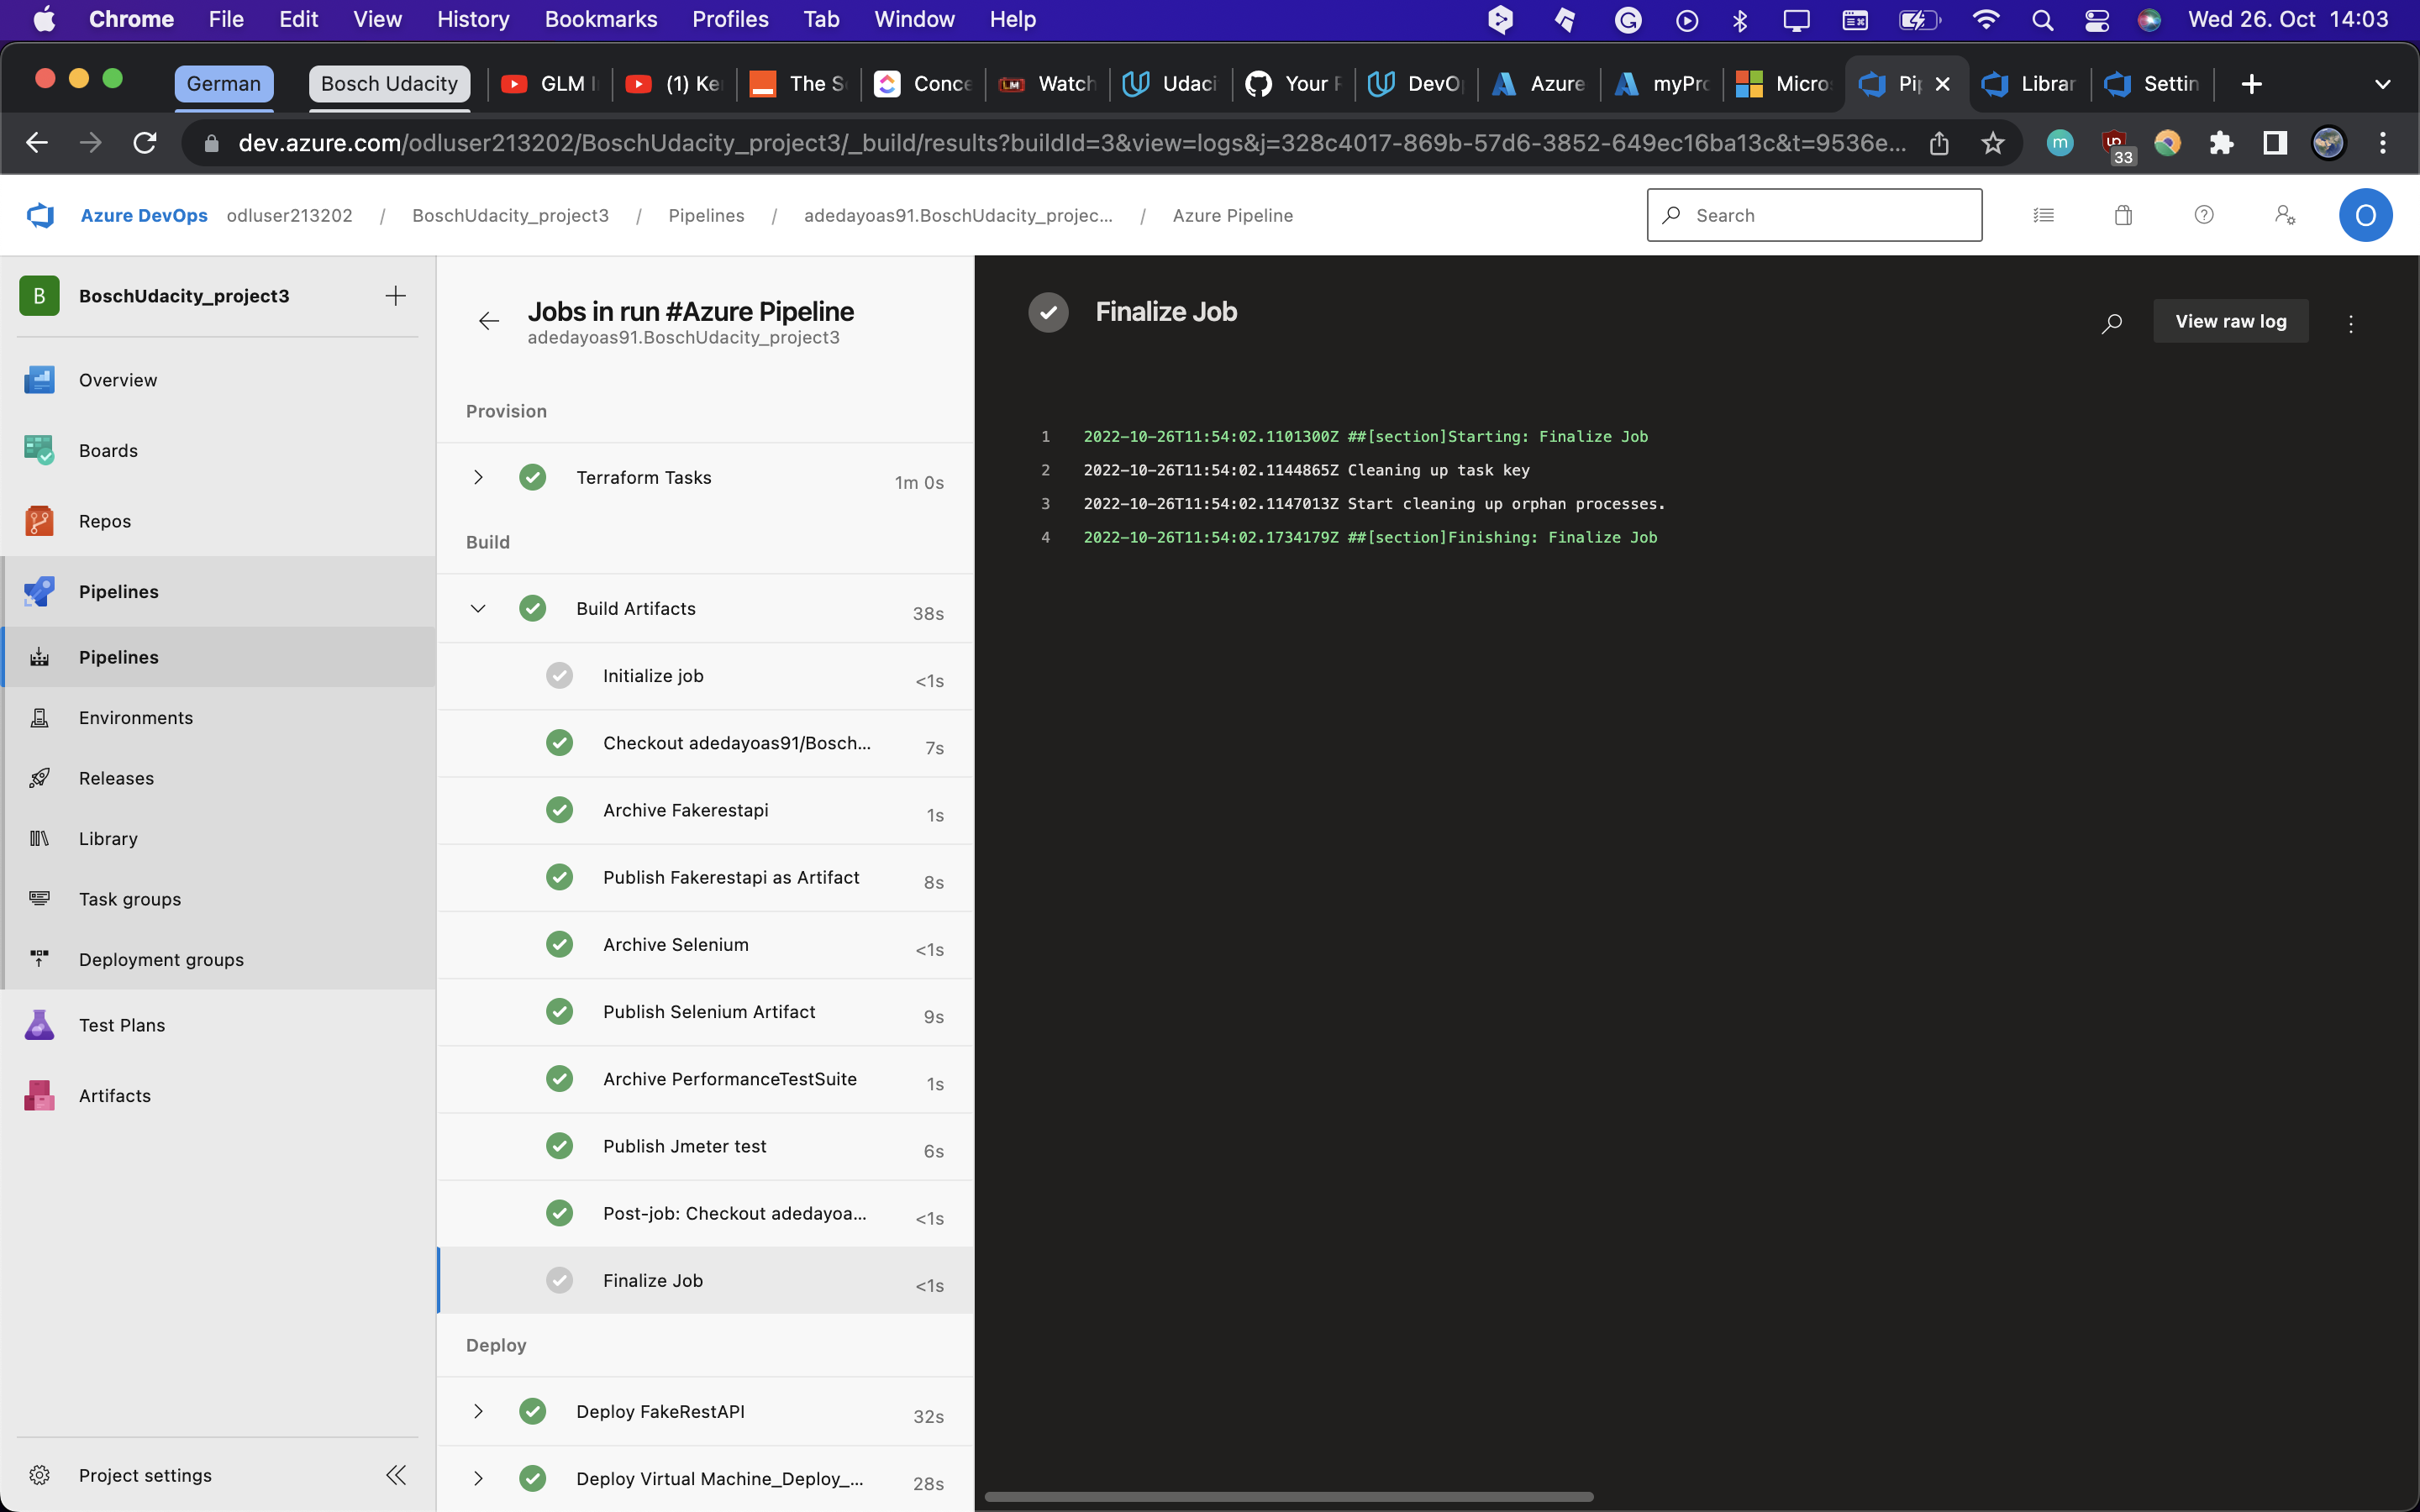 Chrome File Edit View History Bookmarks Profiles Tab Window Help Wed 26. Oct 14:03
German Bosch Udacity GLM (1) The Conce Watch Udaci Your DevO Azure myPro Micro Librar Settin
dev.azure.com/odluser213202/BoschUdacity_project3/_build/results?buildId=3&view=logs&j=328c4017-869b-57d6-3852-649ec16ba13c&t=9536e... m 33
Azure DevOps odluser213202 / BoschUdacity_project3 / Pipelines / adedayoas91.BoschUdacity_projec... / Azure Pipeline Search O
B BoschUdacity_project3
Overview
Boards
Repos
Pipelines
Pipelines
Environments
Releases
Library
Task groups
Deployment groups
Test Plans
Artifacts
Project settings
Jobs in run #Azure Pipeline
adedayoas91.BoschUdacity_project3
Provision
Terraform Tasks 1m 0s
Build
Build Artifacts 38s
Initialize job <1s
Checkout adedayoas91/Bosch... 7s
Archive Fakerestapi 1s
Publish Fakerestapi as Artifact 8s
Archive Selenium <1s
Publish Selenium Artifact 9s
Archive PerformanceTestSuite 1s
Publish Jmeter test 6s
Post-job: Checkout adedayoa... <1s
Finalize Job <1s
Deploy
Deploy FakeRestAPI 32s
Deploy Virtual Machine_Deploy_... 28s
Finalize Job
View raw log
1 2022-10-26T11:54:02.1101300Z ##[section]Starting: Finalize Job
2 2022-10-26T11:54:02.1144865Z Cleaning up task key
3 2022-10-26T11:54:02.1147013Z Start cleaning up orphan processes.
4 2022-10-26T11:54:02.1734179Z ##[section]Finishing: Finalize Job